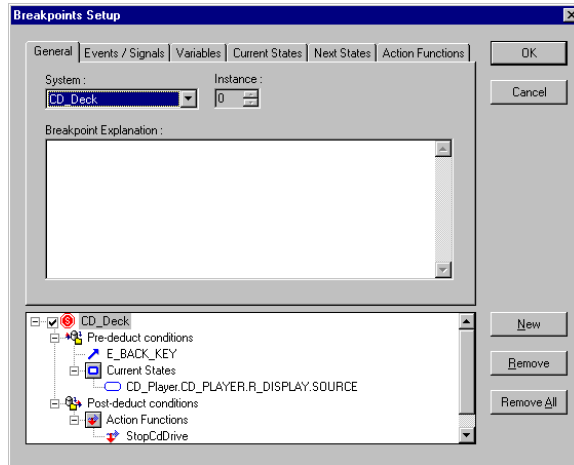 Breakpoints Setup
General Events / Signals Variables Current States Next States Action Functions
OK
System : Instance :
CD_Deck 0
Cancel
Breakpoint Explanation :
CD_Deck
New
Pre-deduct conditions
E_BACK_KEY
Current States
Remove
CD_Player.CD_PLAYER.R_DISPLAY.SOURCE
Post-deduct conditions
Remove All
Action Functions
StopCdDrive